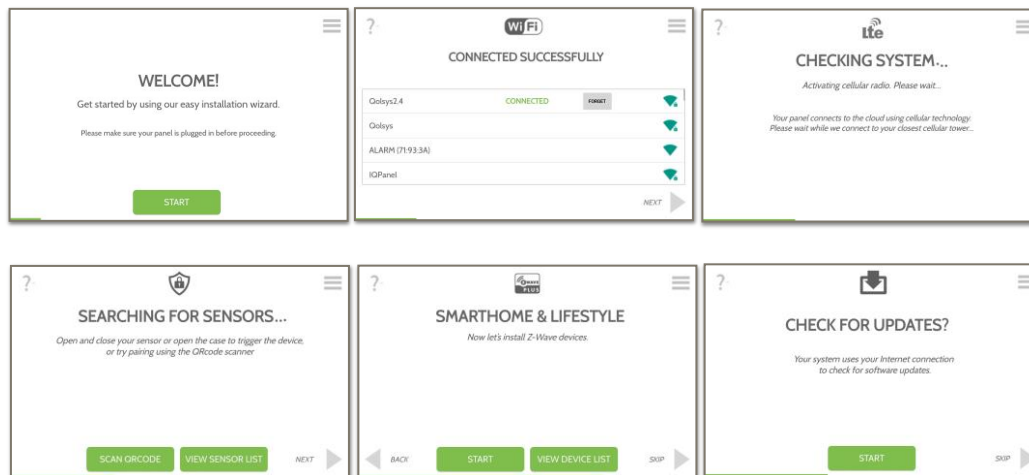 WELCOME!
Get started by using our easy installation wizard.
Please make sure your panel is plugged in before proceeding.
START
?
WiFi
CONNECTED SUCCESSFULLY
Qolsys2.4 CONNECTED FORGET
Qolsys
ALARM (71:93:3A)
IQPanel
NEXT
?
lte
CHECKING SYSTEM...
Activating cellular radio. Please wait...
Your panel connects to the cloud using cellular technology.
Please wait while we connect to your closest cellular tower...
?
SEARCHING FOR SENSORS...
Open and close your sensor or open the case to trigger the device,
or try pairing using the QRcode scanner
SCAN QRCODE VIEW SENSOR LIST NEXT
?
Z-WAVE
PLUS
SMARTHOME & LIFESTYLE
Now let's install Z-Wave devices.
BACK START VIEW DEVICE LIST SKIP
?
CHECK FOR UPDATES?
Your system uses your Internet connection
to check for software updates.
START SKIP